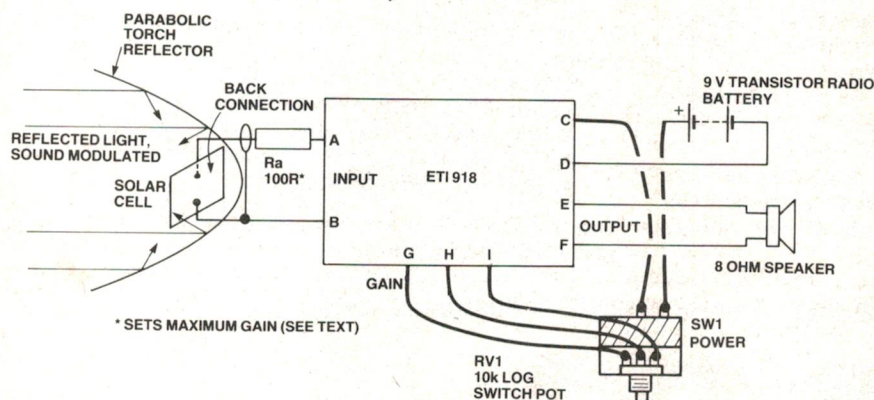 PARABOLIC
TORCH
REFLECTOR
BACK
CONNECTION
REFLECTED LIGHT,
SOUND MODULATED
SOLAR
CELL
Ra
100R*
A
INPUT
B
ETI 918
C
D
E
OUTPUT
F
G
H
I
GAIN
9 V TRANSISTOR RADIO
BATTERY
+
8 OHM SPEAKER
* SETS MAXIMUM GAIN (SEE TEXT)
SW1
POWER
RV1
10k LOG
SWITCH POT